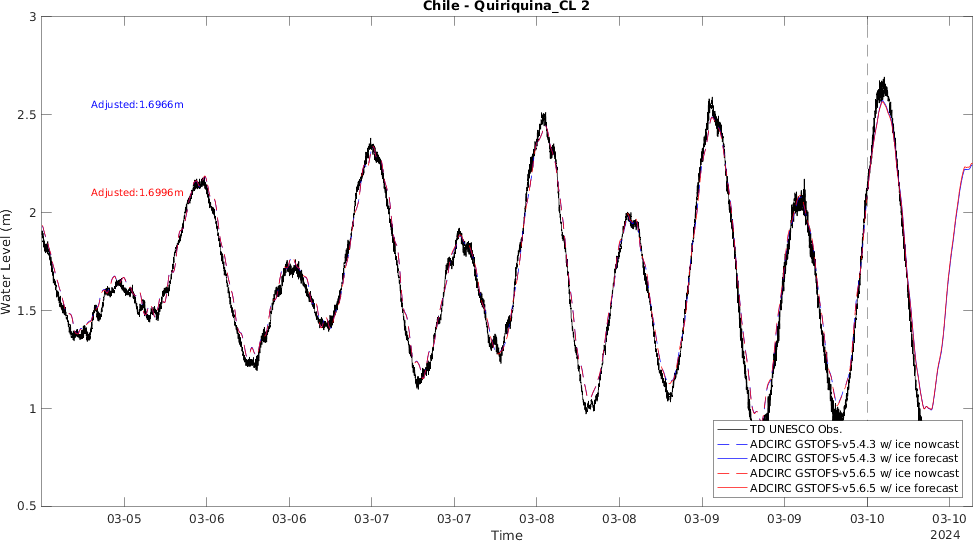 Chile - Quiriquina_CL 2
3
2.5
2
1.5
1
0.5
Water Level (m)
Adjusted:1.6966m
Adjusted:1.6996m
TD UNESCO Obs.
ADCIRC GSTOFS-v5.4.3 w/ ice nowcast
ADCIRC GSTOFS-v5.4.3 w/ ice forecast
ADCIRC GSTOFS-v5.6.5 w/ ice nowcast
ADCIRC GSTOFS-v5.6.5 w/ ice forecast
03-05 03-06 03-06 03-07 03-07 03-08 03-08 03-09 03-09 03-10 03-10
2024
Time